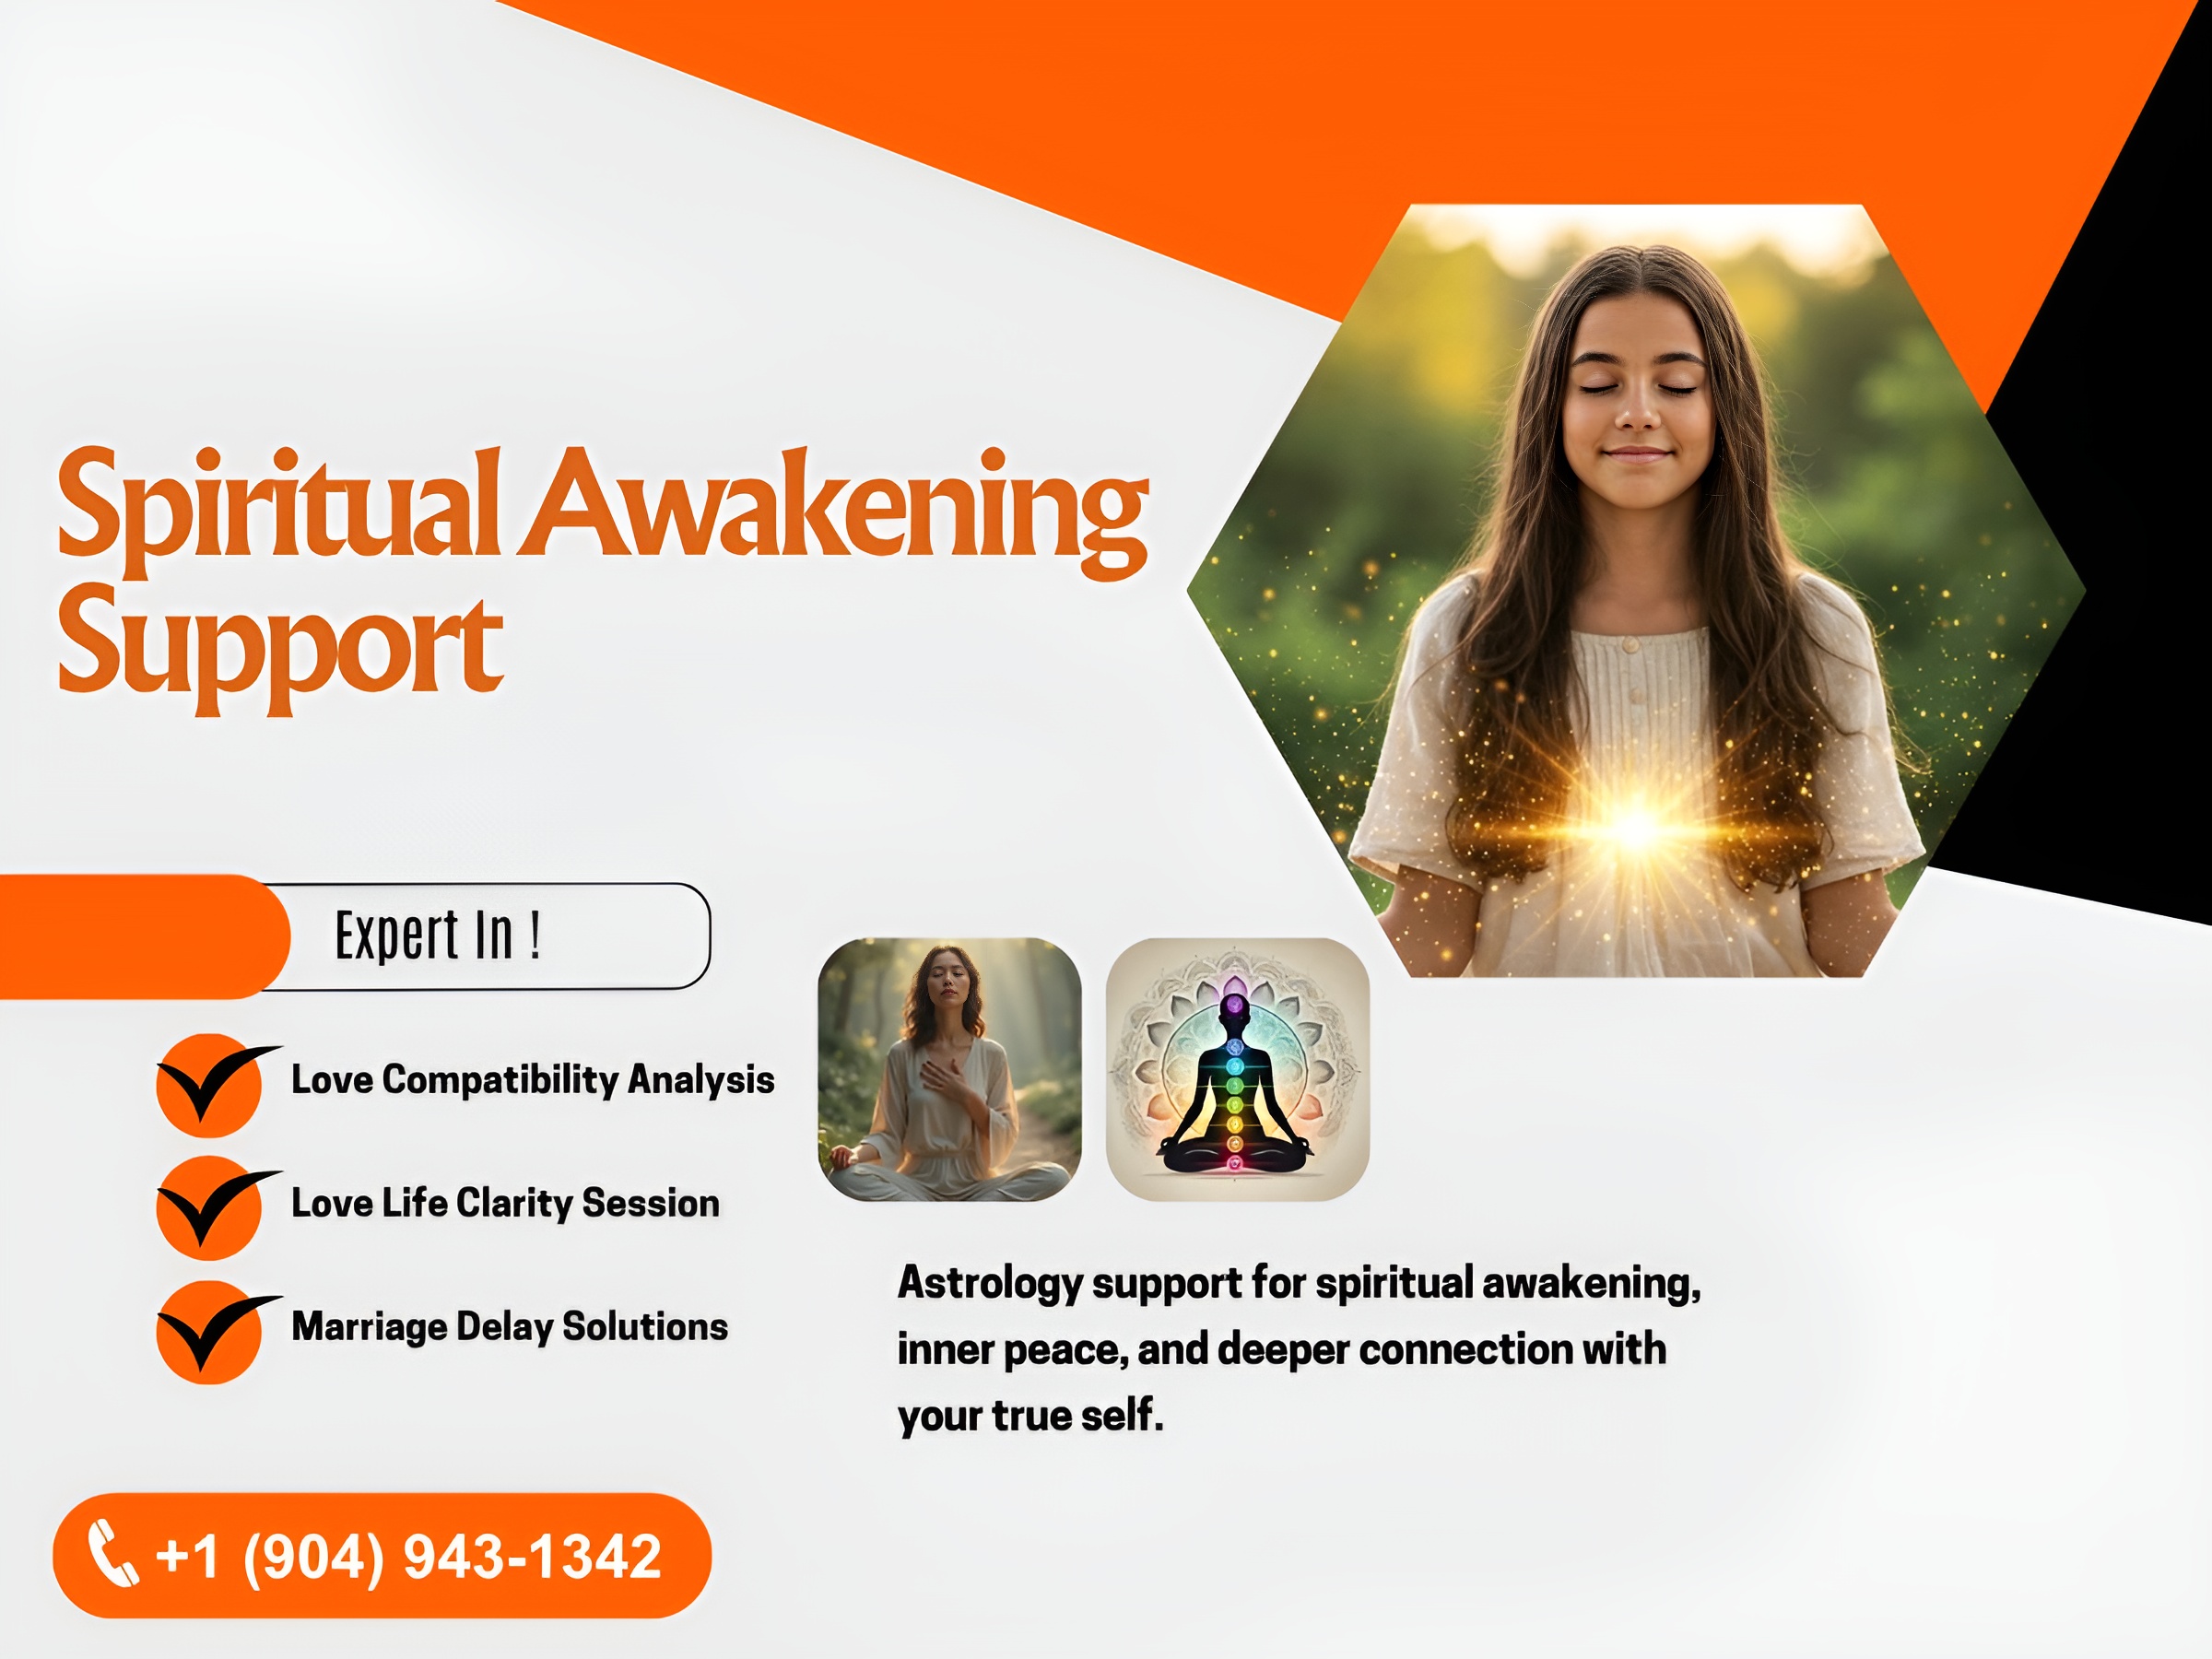 Spiritual Awakening
Support
Expert In !
Love Compatibility Analysis
Love Life Clarity Session
Marriage Delay Solutions
Astrology support for spiritual awakening,
inner peace, and deeper connection with
your true self.
+1 (904) 943-1342